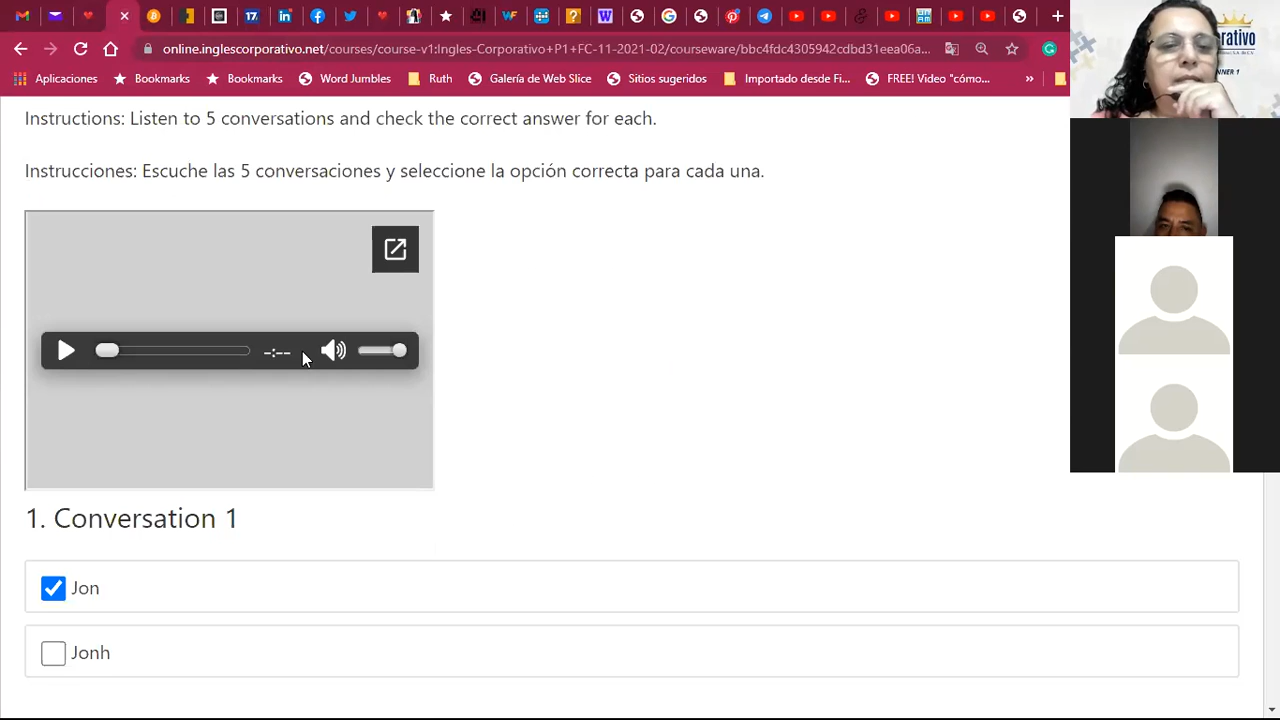 online.inglescorporativo.net/courses/course-v1:Ingles-Corporativo+P1+FC-11-2021-02/courseware/bbc4fdc4305942cdbd31eea06a...
Aplicaciones Bookmarks Bookmarks Word Jumbles Ruth Galería de Web Slice Sitios sugeridos Importado desde Fi... FREE! Video "cómo... »
Instructions: Listen to 5 conversations and check the correct answer for each.
Instrucciones: Escuche las 5 conversaciones y seleccione la opción correcta para cada una.
-:--
1. Conversation 1
Jon
Jonh